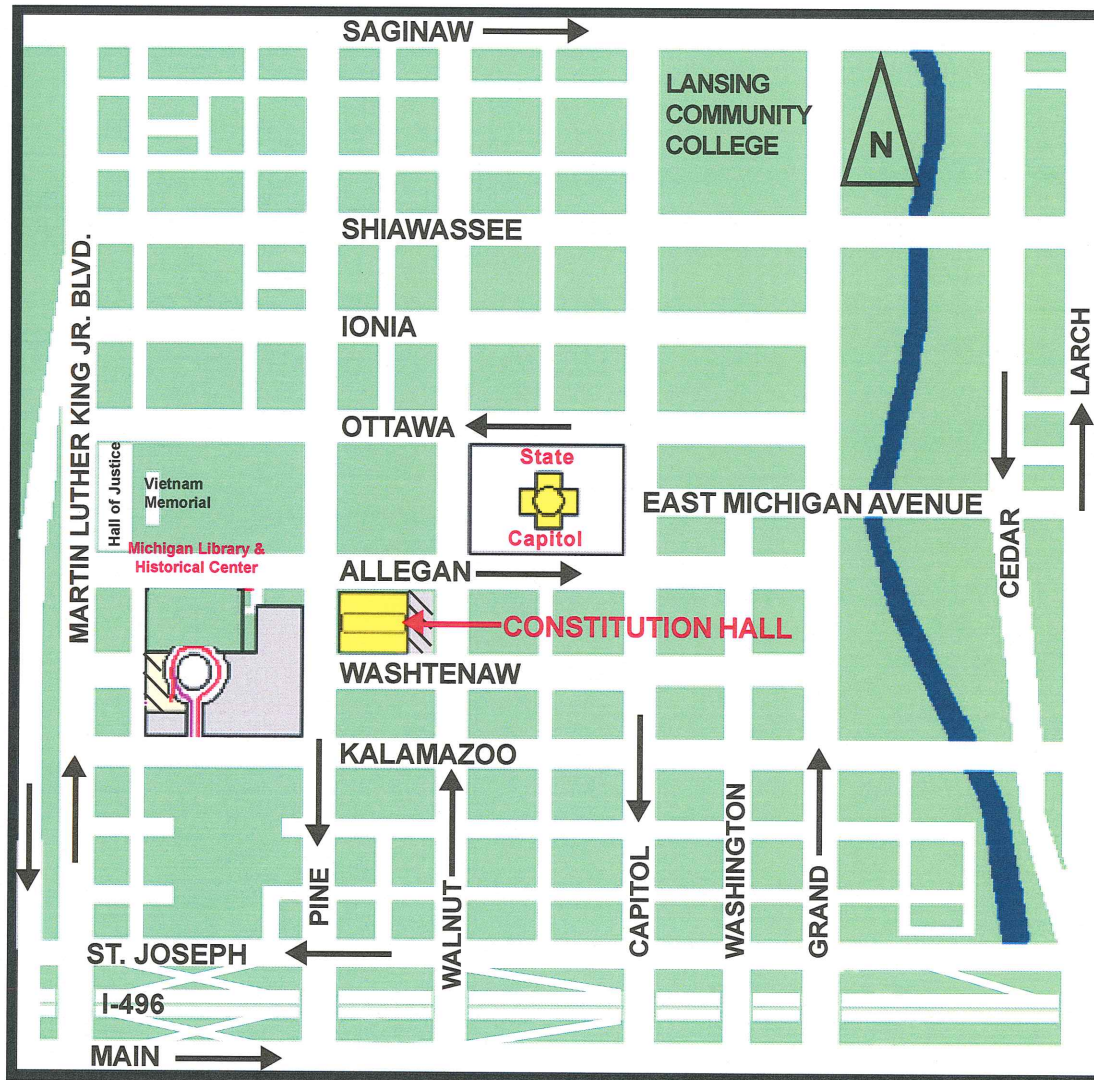 SAGINAW
LANSING
COMMUNITY
COLLEGE
N
SHIAWASSEE
MARTIN LUTHER KING JR. BLVD.
IONIA
LARCH
OTTAWA
Hall of Justice
Vietnam
Memorial
State
Capitol
EAST MICHIGAN AVENUE
CEDAR
Michigan Library &
Historical Center
ALLEGAN
CONSTITUTION HALL
WASHTENAW
KALAMAZOO
PINE
WALNUT
CAPITOL
WASHINGTON
GRAND
ST. JOSEPH
I-496
MAIN